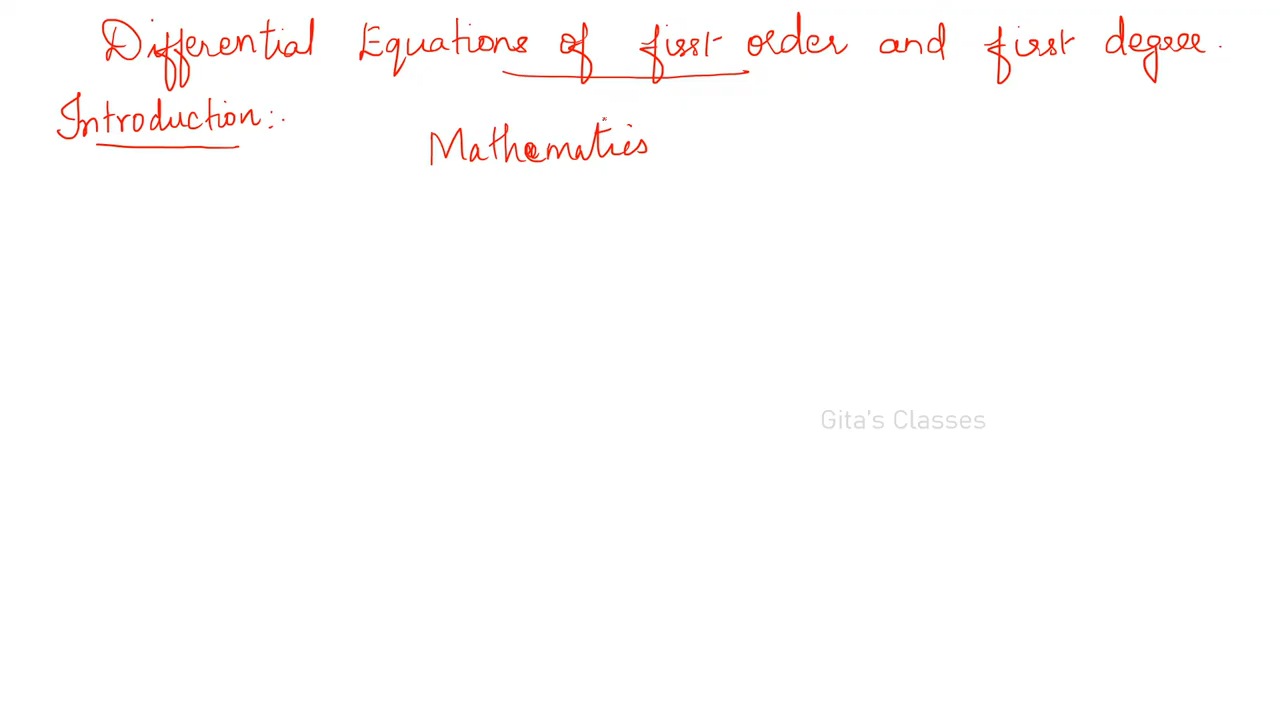 Differential Equations of first order and first degree.
Introduction:-
Mathematics
Gita's Classes